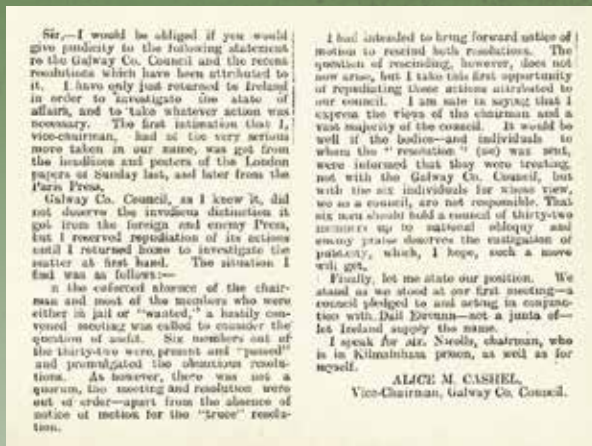 Sir,—I would be obliged if you would
give publicity to the following statement
re the Galway Co. Council and the recent
resolutions which have been attributed to
it. I have only just returned to Ireland
in order to investigate the state of
affairs, and to take whatever action was
necessary. The first intimation that I,
vice-chairman, had of the very serious
move taken in our name, was got from
the headlines and posters of the London
papers of Sunday last, and later from the
Paris Press.
Galway Co. Council, as I knew it, did
not deserve the invidious distinction it
got from the foreign and enemy Press,
but I reserved repudiation of its actions
until I returned home to investigate the
matter at first hand. The situation I
find was as follows:—
n the enforced absence of the chair-
man and most of the members who were
either in jail or "wanted," a hastily con-
vened meeting was called to consider the
question of audit. Six members out of
the thirty-two were present and "passed"
and promulgated the obnoxious resolu-
tions. As however, there was not a
quorum, the meeting and resolution were
out of order—apart from the absence of
notice of motion for the "truce" resolu-
tion.
I had intended to bring forward notice of
motion to rescind both resolutions. The
question of rescinding, however, does not
now arise, but I take this first opportunity
of repudiating these actions attributed to
our council. I am safe in saying that I
express the views of the chairman and a
vast majority of the council. It would be
well if the bodies—and individuals to
whom the "resolution" (sic) was sent,
were informed that they were treating,
not with the Galway Co. Council, but
with the six individuals for whose view,
we as a council, are not responsible. That
six men should hold a council of thirty-two
members up to national obloquy and
enemy praise deserves the castigation of
publicity, which, I hope, such a move
will get.
Finally, let me state our position. We
stand as we stood at our first meeting—a
council pledged to and acting in conjunc-
tion with Dail Eireann—not a junta of—
let Ireland supply the name.
I speak for Mr. Nicolls, chairman, who
is in Kilmainham prison, as well as for
myself.
ALICE M. CASHEL,
Vice-Chairman, Galway Co. Council.